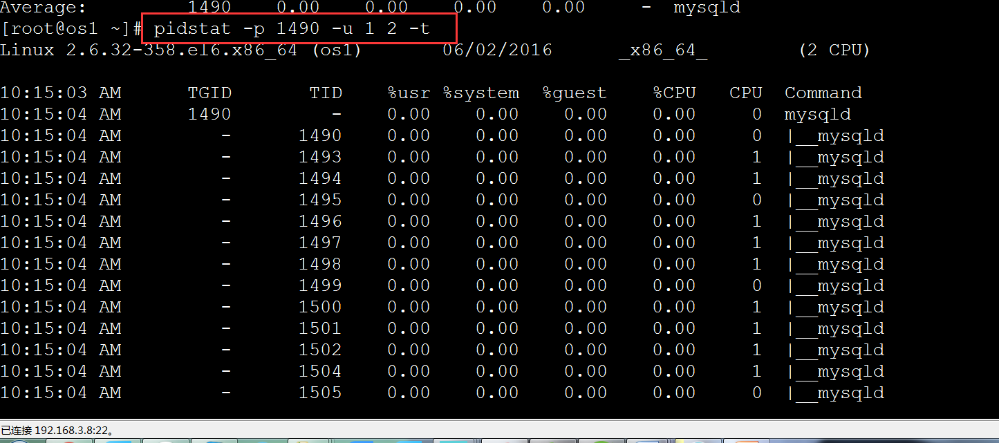 Average: 1490 0.00 0.00 0.00 0.00 - mysqld
[root@os1 ~]# pidstat -p 1490 -u 1 2 -t
Linux 2.6.32-358.el6.x86_64 (os1) 06/02/2016 _x86_64_ (2 CPU)
10:15:03 AM TGID TID %usr %system %guest %CPU CPU Command
10:15:04 AM 1490 - 0.00 0.00 0.00 0.00 0 mysqld
10:15:04 AM - 1490 0.00 0.00 0.00 0.00 0 |__mysqld
10:15:04 AM - 1493 0.00 0.00 0.00 0.00 1 |__mysqld
10:15:04 AM - 1494 0.00 0.00 0.00 0.00 1 |__mysqld
10:15:04 AM - 1495 0.00 0.00 0.00 0.00 0 |__mysqld
10:15:04 AM - 1496 0.00 0.00 0.00 0.00 1 |__mysqld
10:15:04 AM - 1497 0.00 0.00 0.00 0.00 1 |__mysqld
10:15:04 AM - 1498 0.00 0.00 0.00 0.00 1 |__mysqld
10:15:04 AM - 1499 0.00 0.00 0.00 0.00 0 |__mysqld
10:15:04 AM - 1500 0.00 0.00 0.00 0.00 1 |__mysqld
10:15:04 AM - 1501 0.00 0.00 0.00 0.00 1 |__mysqld
10:15:04 AM - 1502 0.00 0.00 0.00 0.00 1 |__mysqld
10:15:04 AM - 1504 0.00 0.00 0.00 0.00 1 |__mysqld
10:15:04 AM - 1505 0.00 0.00 0.00 0.00 0 |__mysqld
已连接 192.168.3.8:22。